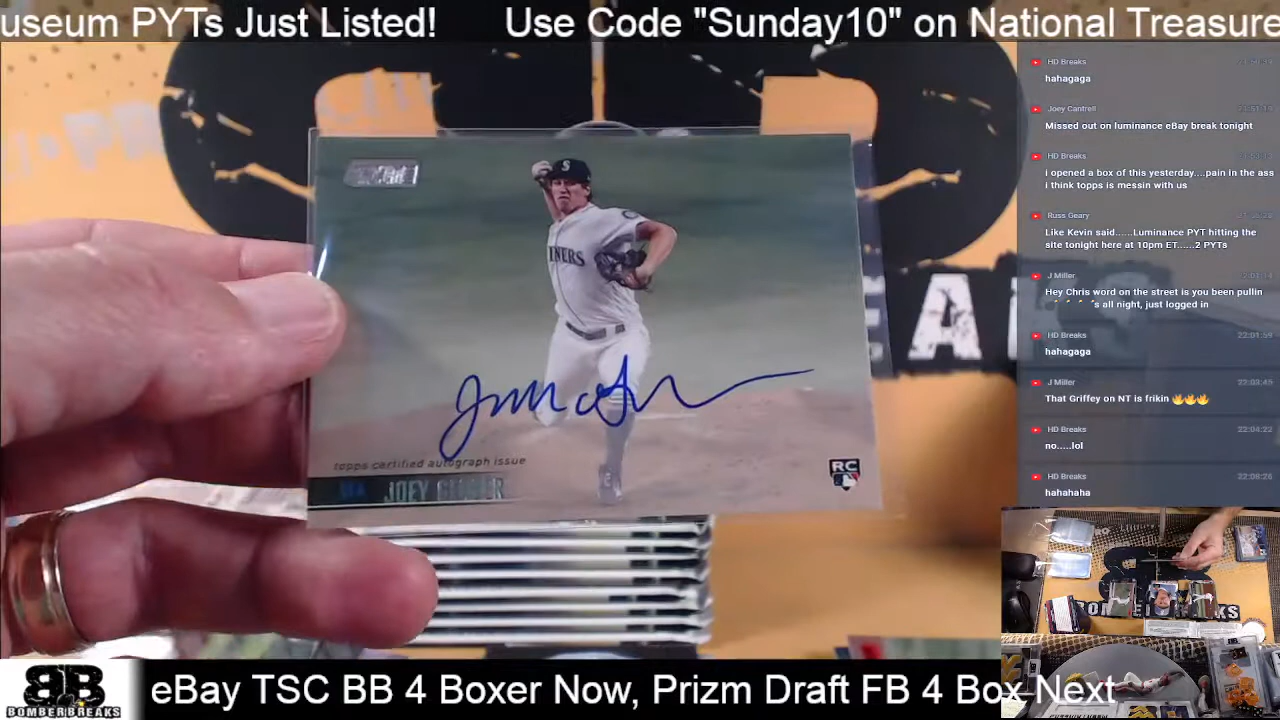 useum PYTs Just Listed! Use Code "Sunday10" on National Treasure
S
INERS
topps certified autograph issue
SEA JOEY GERBER
RC
HD Breaks
hahagaga
Joey Cantrell
Missed out on luminance eBay break tonight
HD Breaks
i opened a box of this yesterday....pain in the ass
i think topps is messin with us
Russ Geary
Like Kevin said......Luminance PYT hitting the
site tonight here at 10pm ET......2 PYTs
J Miller
Hey Chris word on the street is you been pullin
's all night, just logged in
HD Breaks 22:01:59
hahagaga
J Miller 22:03:45
That Griffey on NT is frikin 🔥🔥🔥
HD Breaks 22:04:22
no.....lol
HD Breaks 22:06:26
hahahaha
BB
BOMBERBREAKS
eBay TSC BB 4 Boxer Now, Prizm Draft FB 4 Box Next